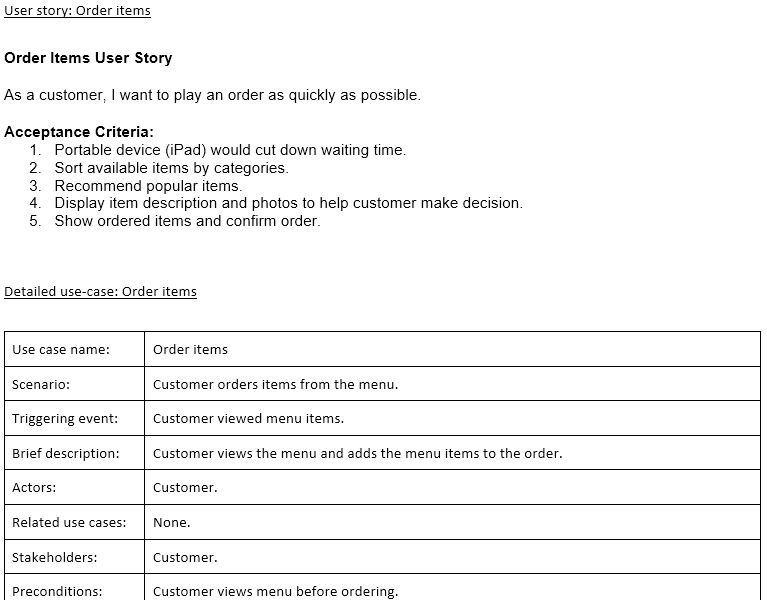 User story: Order items
Order Items User Story
As a customer, I want to play an order as quickly as possible.
Acceptance Criteria:
1. Portable device (iPad) would cut down waiting time.
2. Sort available items by categories.
3. Recommend popular items.
4. Display item description and photos to help customer make decision.
5. Show ordered items and confirm order.
Detailed use-case: Order items
Use case name: Order items
Scenario: Customer orders items from the menu.
Triggering event: Customer viewed menu items.
Brief description: Customer views the menu and adds the menu items to the order.
Actors: Customer.
Related use cases: None.
Stakeholders: Customer.
Preconditions: Customer views menu before ordering.